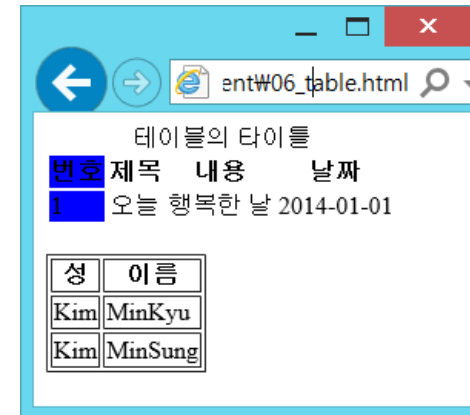 ent₩06_table.html
테이블의 타이틀
번호 제목 내용 날짜
1 오늘 행복한 날 2014-01-01
성 이름
Kim MinKyu
Kim MinSung